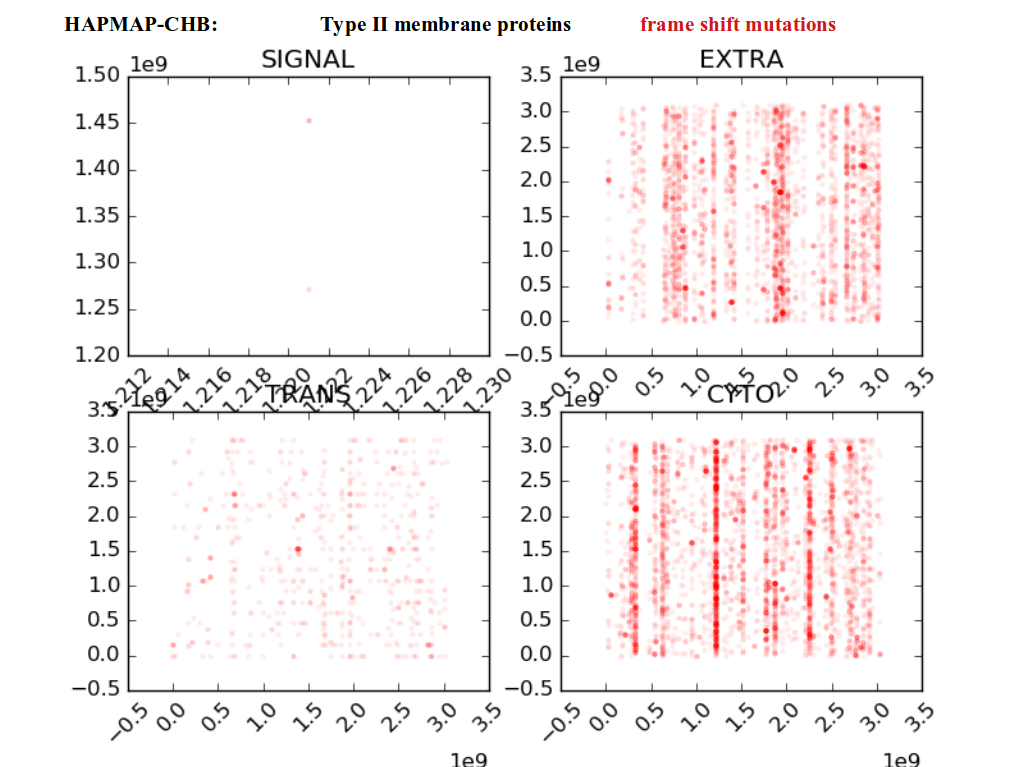 HAPMAP-CHB: Type II membrane proteins frame shift mutations
1e9 SIGNAL 1e9 EXTRA
1.50 3.5
1.45 3.0
1.40 2.5
1.35 2.0
1.30 1.5
1.25 1.0
1.20 0.5
0.0
−0.5
1.212 1.214 1.216 1.218 1.220 1.222 1.224 1.226 1.228 1.230
−0.5 0.0 0.5 1.0 1.5 2.0 2.5 3.0 3.5
1e9 TRANS 1e9 CYTO
3.5 3.5
3.0 3.0
2.5 2.5
2.0 2.0
1.5 1.5
1.0 1.0
0.5 0.5
0.0 0.0
−0.5 −0.5
−0.5 0.0 0.5 1.0 1.5 2.0 2.5 3.0 3.5 −0.5 0.0 0.5 1.0 1.5 2.0 2.5 3.0 3.5
1e9 1e9